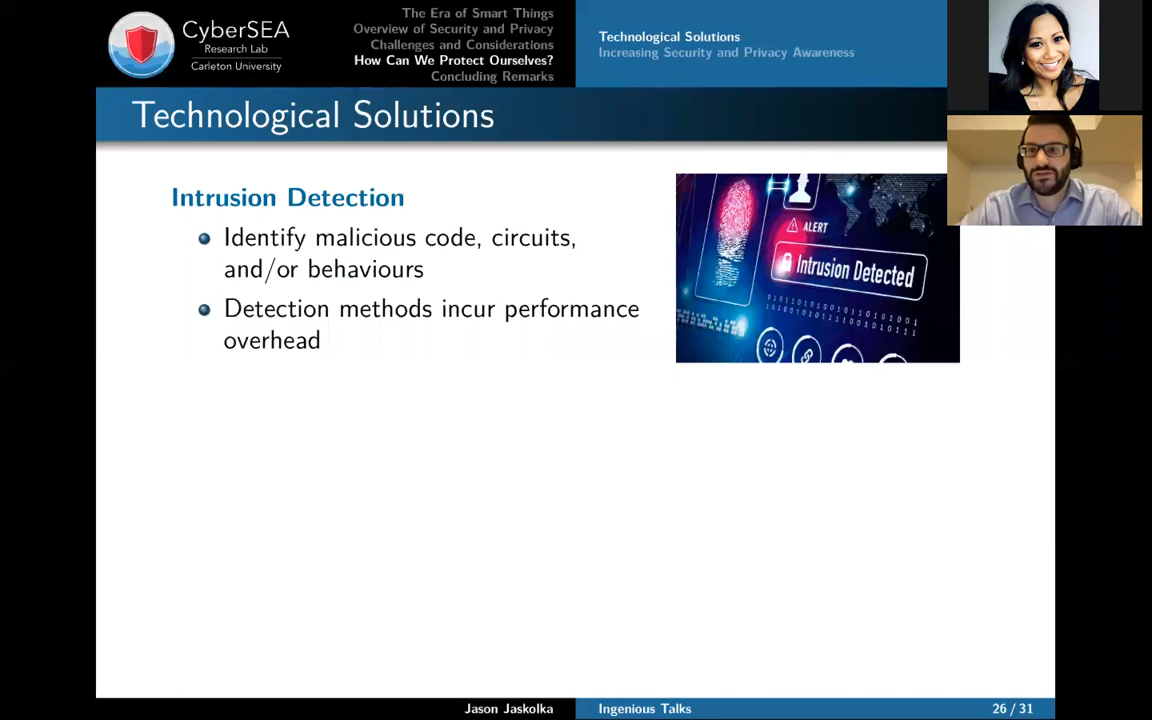 CyberSEA
Research Lab
Carleton University
The Era of Smart Things
Overview of Security and Privacy
Challenges and Considerations
How Can We Protect Ourselves?
Concluding Remarks
Technological Solutions
Increasing Security and Privacy Awareness
Technological Solutions
Intrusion Detection
Identify malicious code, circuits,
and/or behaviours
Detection methods incur performance
overhead
ALERT
Intrusion Detected
Jason Jaskolka
Ingenious Talks
26 / 31